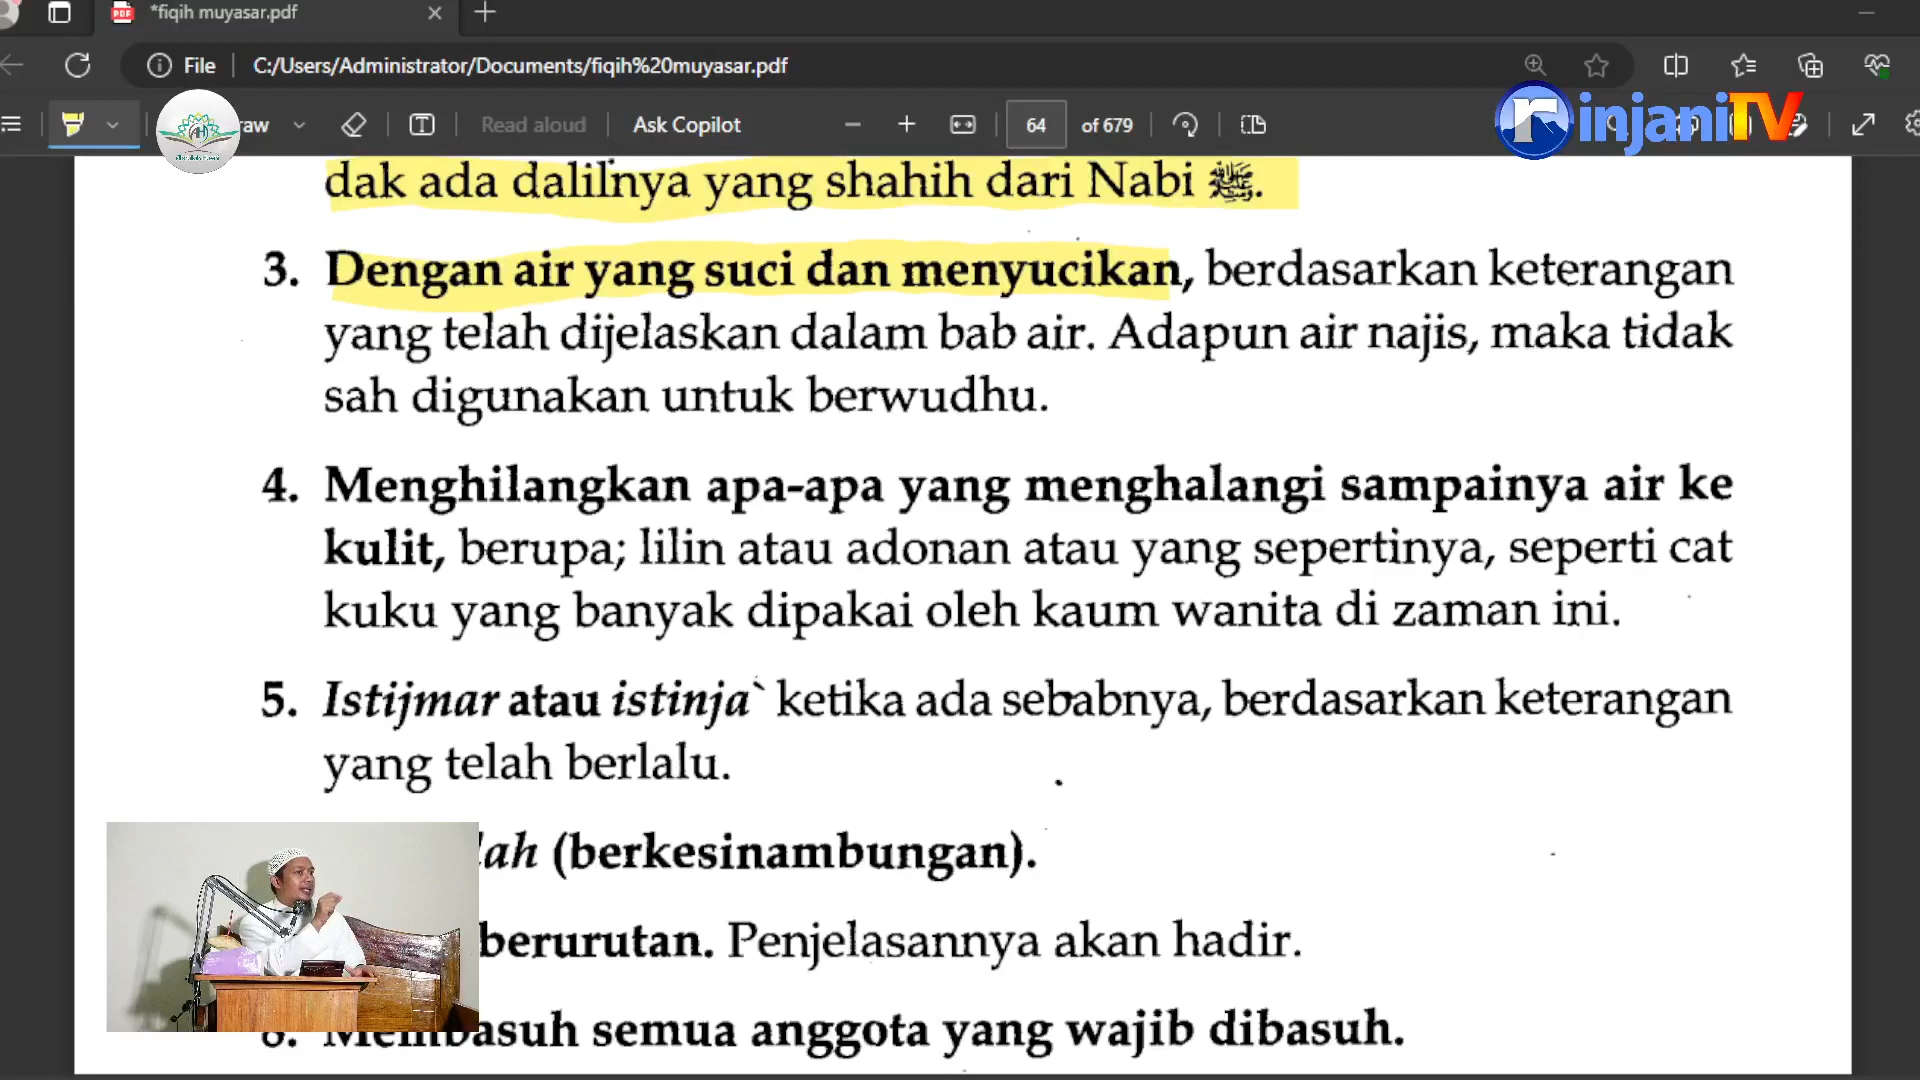 *fiqih muyasar.pdf
File C:/Users/Administrator/Documents/fiqih%20muyasar.pdf
raw Read aloud Ask Copilot 64 of 679
rinjaniTV
dak ada dalilnya yang shahih dari Nabi ﷺ.
3. Dengan air yang suci dan menyucikan, berdasarkan keterangan
yang telah dijelaskan dalam bab air. Adapun air najis, maka tidak
sah digunakan untuk berwudhu.
4. Menghilangkan apa-apa yang menghalangi sampainya air ke
kulit, berupa; lilin atau adonan atau yang sepertinya, seperti cat
kuku yang banyak dipakai oleh kaum wanita di zaman ini.
5. Istijmar atau istinja` ketika ada sebabnya, berdasarkan keterangan
yang telah berlalu.
lah (berkesinambungan).
berurutan. Penjelasannya akan hadir.
8. Membasuh semua anggota yang wajib dibasuh.